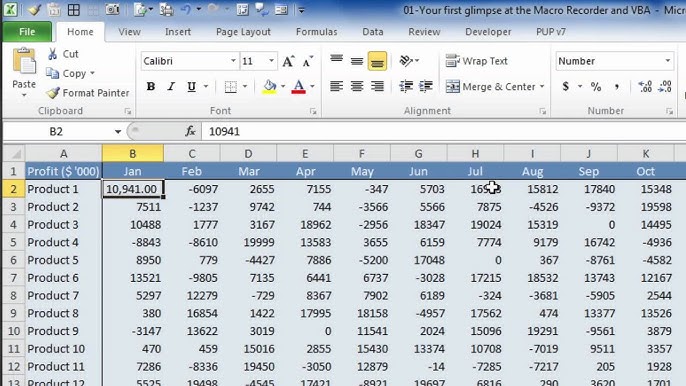 01-Your first glimpse at the Macro Recorder and VBA - Micr
File Home Insert Page Layout Formulas Data Review View Developer PUP v7
Paste
Cut
Copy
Format Painter
Calibri 11 A A
B I U A
Wrap Text
Merge & Center
Number
$ % , .0 .00 .00 .0
Clipboard Font Alignment Number
B2 fx 10941
A B C D E F G H I J K
1 Profit ($ '000) Jan Feb Mar Apr May Jun Jul Aug Sep Oct
2 Product 1 10,941.00 -6097 2655 7155 -347 5703 15812 17840 15348
3 Product 2 7511 -1237 9742 744 -3566 5566 7875 -4526 -9372 19598
4 Product 3 10488 1777 3167 18962 -2956 18347 19024 0 14495
5 Product 4 -8843 -8610 19999 13583 3655 6159 7774 9179 16742 -4936
6 Product 5 8950 779 -4427 7886 5350 17048 0 367 -8761 -4582
7 Product 6 13521 -9805 7135 6441 6737 -3028 17215 18532 13743 12167
8 Product 7 5297 12279 -729 8367 7902 6189 -324 -3681 -5905 2544
9 Product 8 380 16854 1422 17995 18158 -4957 17562 474 13377 13526
10 Product 9 -3147 13622 3019 0 11541 2024 15096 19291 -9561 3879
11 Product 10 470 459 15016 2855 15430 13374 10708 -7019 9511 3357
12 Product 11 7286 -8336 19450 -3050 12879 -14 -7285 -7217 205 1928
13 Product 12 5525 19498 -4545 17421 -8921 19697 6816 390 13564